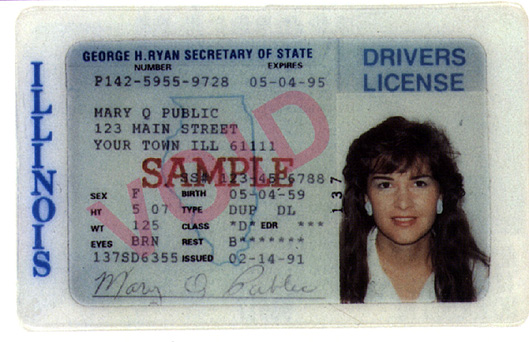 ILLINOIS
GEORGE H. RYAN SECRETARY OF STATE
NUMBER EXPIRES
P142-5955-9728 05-04-95
DRIVERS
LICENSE
MARY Q PUBLIC
123 MAIN STREET
YOUR TOWN ILL 61111
VOID
SAMPLE
SS# 123-45-6788
SEX F BIRTH 05-04-59
HT 5 07 TYPE DUP DL
WT 125 CLASS *D* EDR ***
EYES BRN REST B*******
137SD6355 ISSUED 02-14-91
Mary Q Public
137